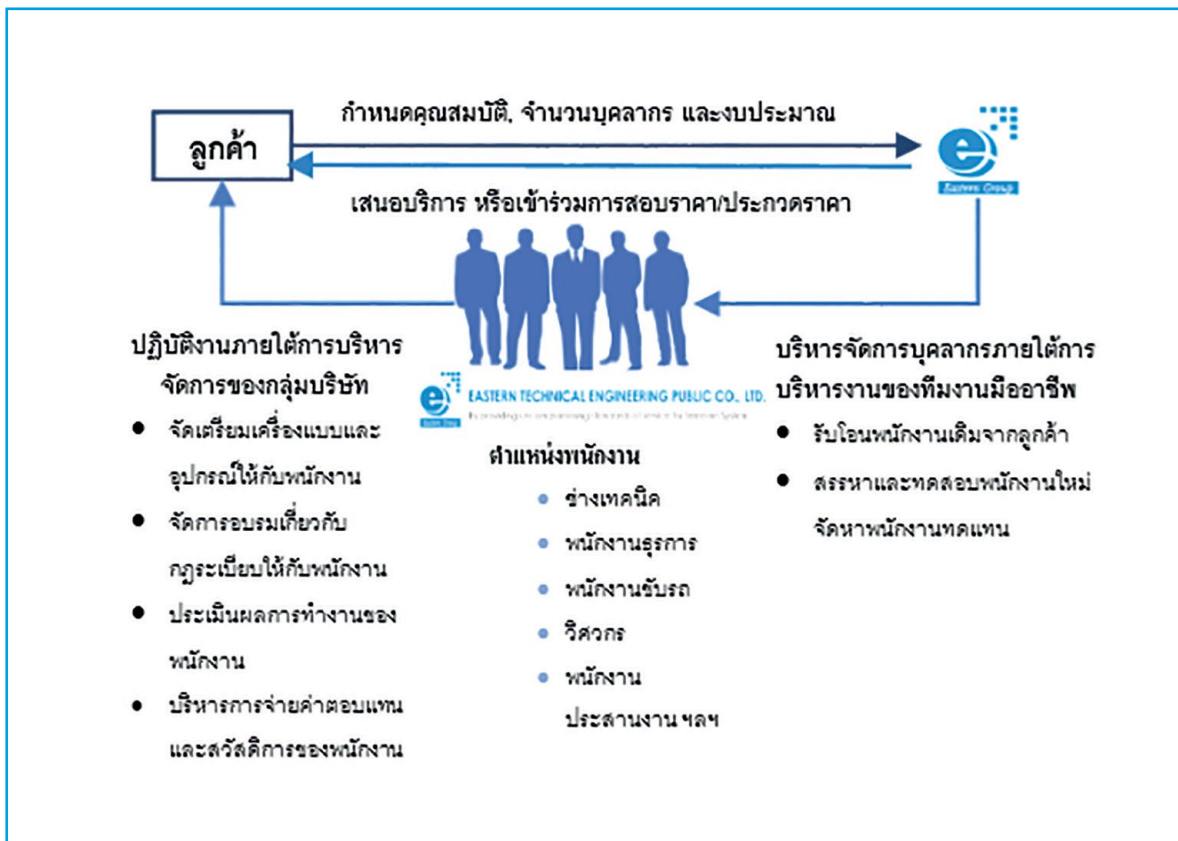 กำหนดคุณสมบัติ, จำนวนบุคลากร และงบประมาณ
ลูกค้า
e
Eastern Group
เสนอบริการ หรือเข้าร่วมการสอบราคา/ประกวดราคา
ปฏิบัติงานภายใต้การบริหาร
จัดการของกลุ่มบริษัท
● จัดเตรียมเครื่องแบบและ
อุปกรณ์ให้กับพนักงาน
● จัดการอบรมเกี่ยวกับ
กฎระเบียบให้กับพนักงาน
● ประเมินผลการทำงานของ
พนักงาน
● บริหารการจ่ายค่าตอบแทน
และสวัสดิการของพนักงาน
e
EASTERN TECHNICAL ENGINEERING PUBLIC CO., LTD.
ตำแหน่งพนักงาน
● ช่างเทคนิค
● พนักงานธุรการ
● พนักงานขับรถ
● วิศวกร
● พนักงาน
ประสานงาน ฯลฯ
บริหารจัดการบุคลากรภายใต้การ
บริหารงานของทีมงานมืออาชีพ
● รับโอนพนักงานเดิมจากลูกค้า
● สรรหาและทดสอบพนักงานใหม่
จัดหาพนักงานทดแทน